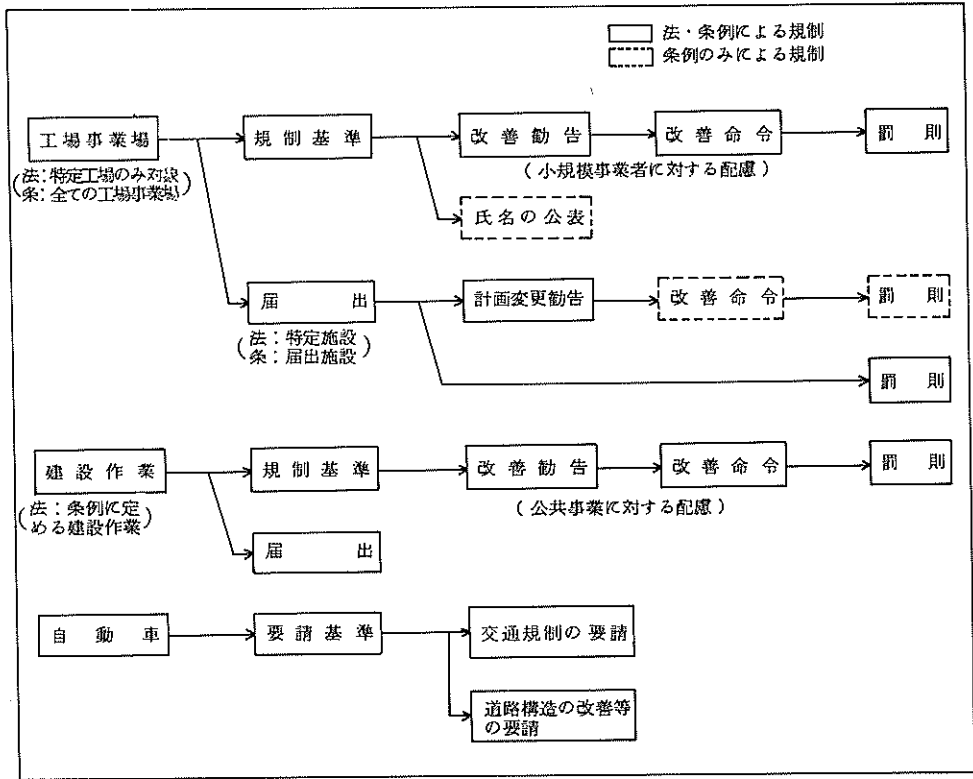 法・条例による規制
条例のみによる規制
工場事業場
規制基準
改善勧告
改善命令
罰則
(法:特定工場のみ対象
条:全ての工場事業場)
(小規模事業者に対する配慮)
氏名の公表
届出
計画変更勧告
改善命令
罰則
(法:特定施設
条:届出施設)
罰則
建設作業
規制基準
改善勧告
改善命令
罰則
(法:条例に定
める建設作業)
(公共事業に対する配慮)
届出
自動車
要請基準
交通規制の要請
道路構造の改善等
の要請